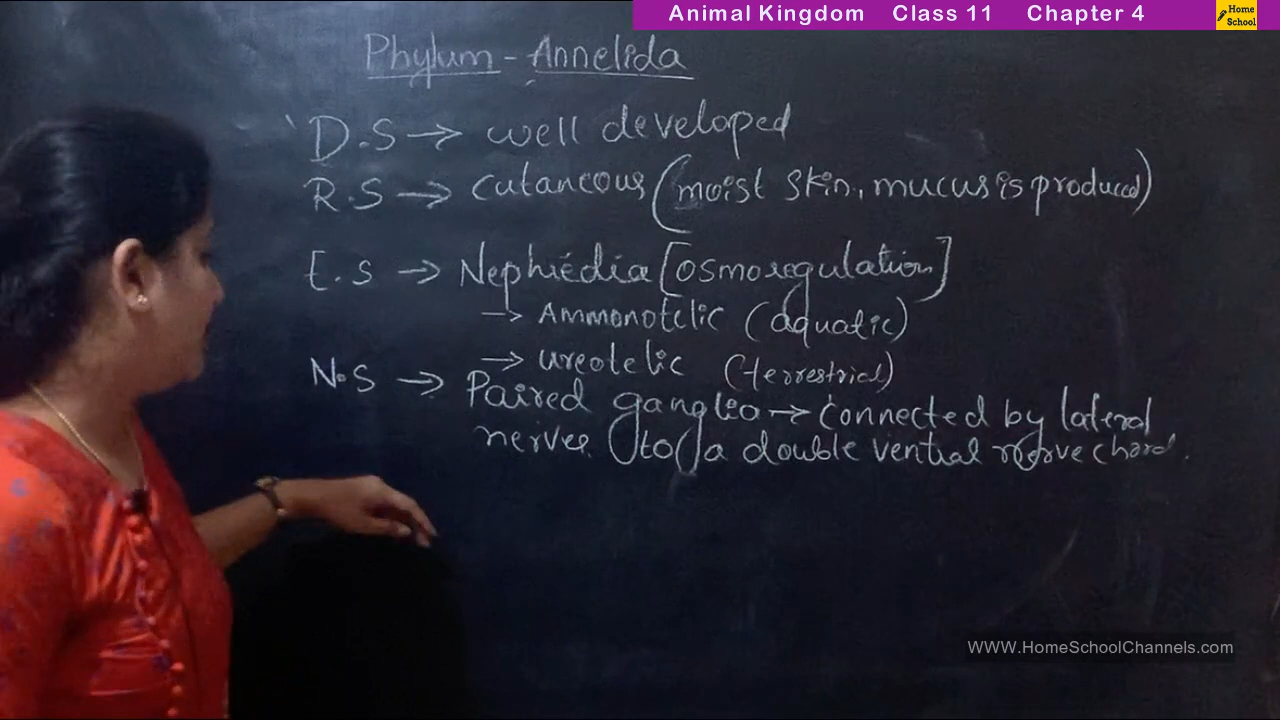 Animal Kingdom Class 11 Chapter 4
Home
School
Phylum - Annelida
D.S → well developed
R.S → Cutaneous (moist skin, mucus is produced)
E.S → Nephridia [osmoregulation]
→ Ammonotelic (aquatic)
→ Ureotelic (terrestrial)
N.S → Paired ganglia → connected by lateral
nerves to a double ventral nerve chord.
WWW.HomeSchoolChannels.com